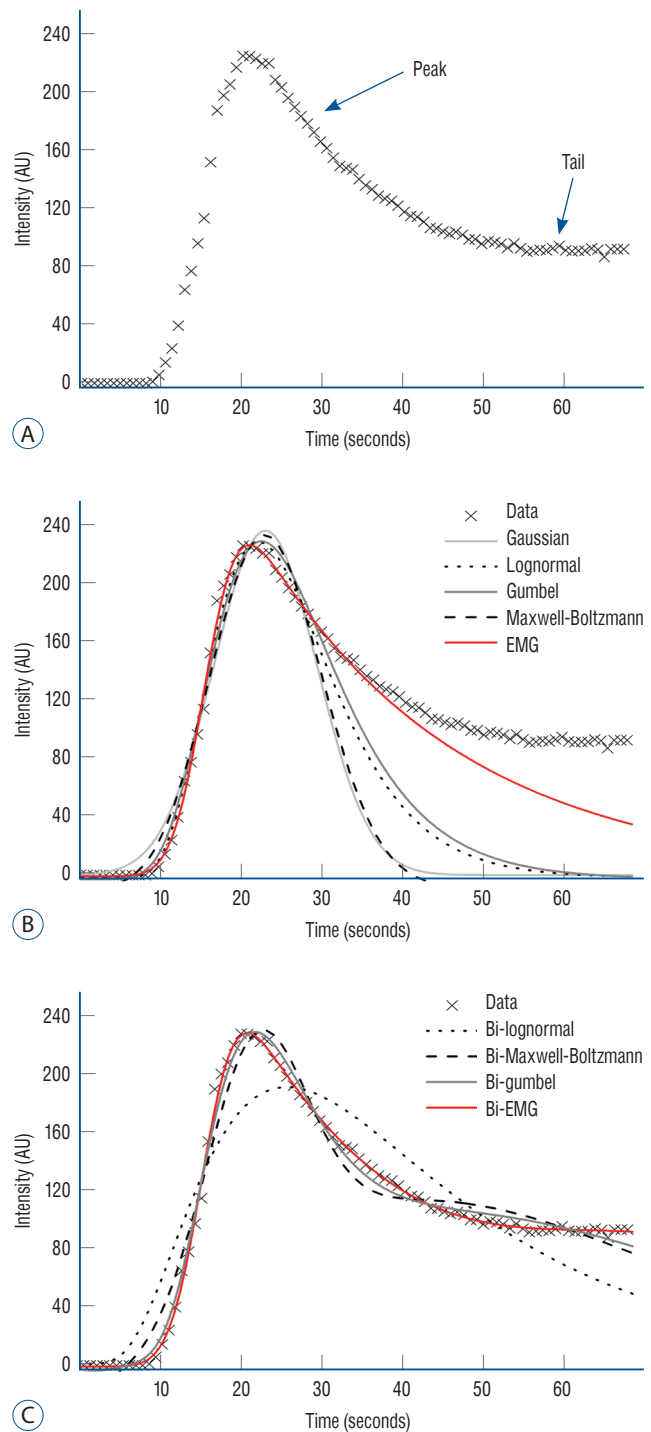 240
200
160
120
80
40
0
Intensity (AU)
Peak
Tail
10 20 30 40 50 60
Time (seconds)
A
240
200
160
120
80
40
0
Intensity (AU)
Data
Gaussian
Lognormal
Gumbel
Maxwell-Boltzmann
EMG
10 20 30 40 50 60
Time (seconds)
B
240
200
160
120
80
40
0
Intensity (AU)
Data
Bi-lognormal
Bi-Maxwell-Boltzmann
Bi-gumbel
Bi-EMG
10 20 30 40 50 60
Time (seconds)
C